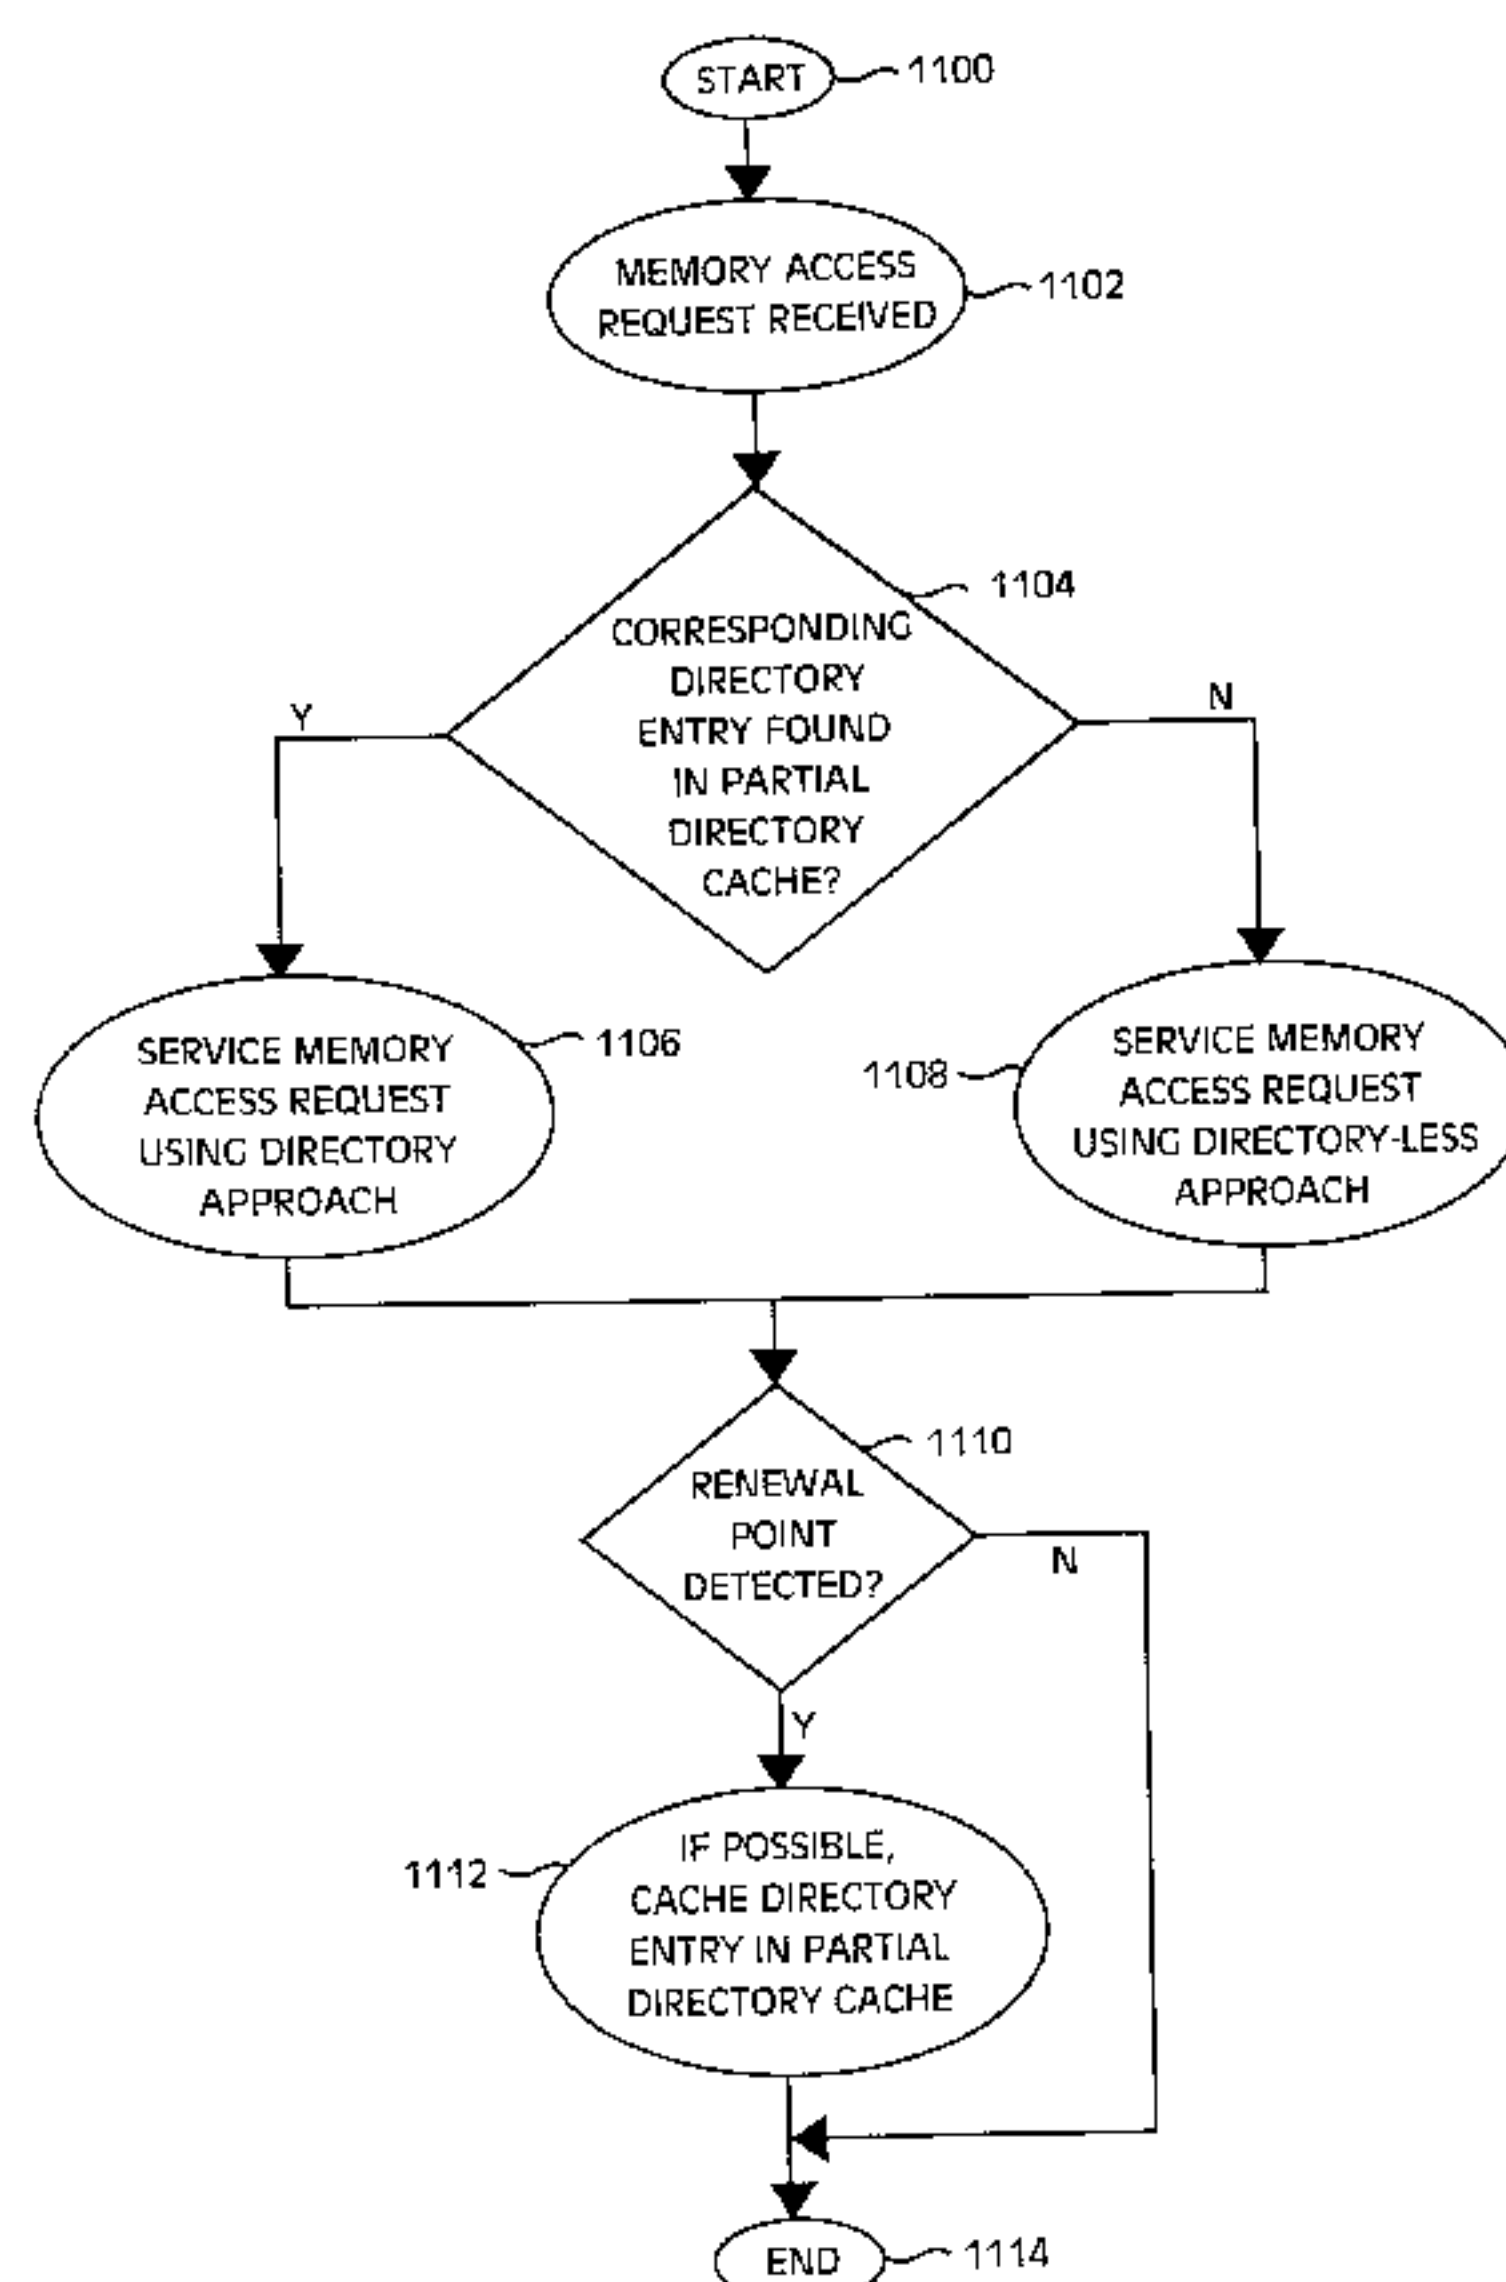 START
1100
MEMORY ACCESS
REQUEST RECEIVED
1102
1104
CORRESPONDING
DIRECTORY
ENTRY FOUND
IN PARTIAL
DIRECTORY
CACHE?
Y
N
SERVICE MEMORY
ACCESS REQUEST
USING DIRECTORY
APPROACH
1106
1108
SERVICE MEMORY
ACCESS REQUEST
USING DIRECTORY-LESS
APPROACH
1110
RENEWAL
POINT
DETECTED?
N
Y
1112
IF POSSIBLE,
CACHE DIRECTORY
ENTRY IN PARTIAL
DIRECTORY CACHE
END
1114